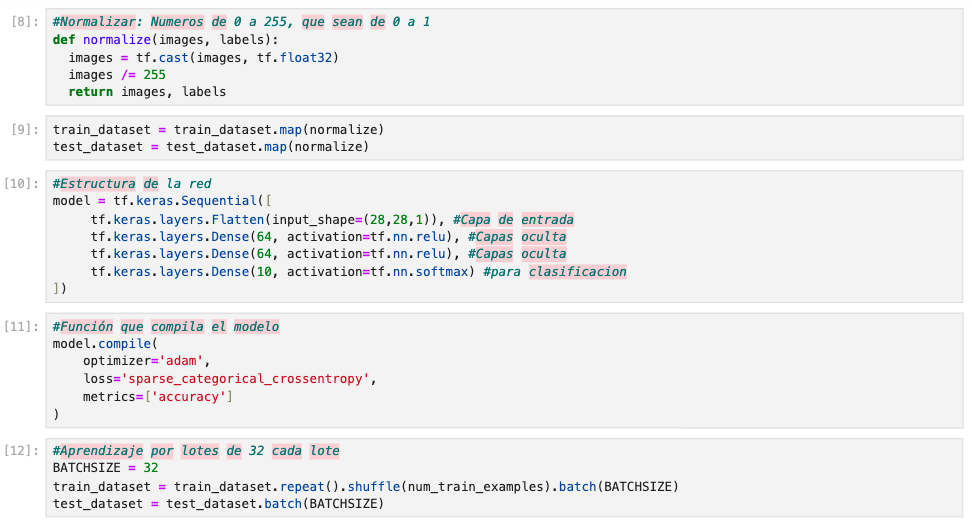 [8]: #Normalizar: Numeros de 0 a 255, que sean de 0 a 1
def normalize(images, labels):
  images = tf.cast(images, tf.float32)
  images /= 255
  return images, labels
[9]: train_dataset = train_dataset.map(normalize)
test_dataset = test_dataset.map(normalize)
[10]: #Estructura de la red
model = tf.keras.Sequential([
     tf.keras.layers.Flatten(input_shape=(28,28,1)), #Capa de entrada
     tf.keras.layers.Dense(64, activation=tf.nn.relu), #Capas oculta
     tf.keras.layers.Dense(64, activation=tf.nn.relu), #Capas oculta
     tf.keras.layers.Dense(10, activation=tf.nn.softmax) #para clasificacion
])
[11]: #Función que compila el modelo
model.compile(
    optimizer='adam',
    loss='sparse_categorical_crossentropy',
    metrics=['accuracy']
)
[12]: #Aprendizaje por lotes de 32 cada lote
BATCHSIZE = 32
train_dataset = train_dataset.repeat().shuffle(num_train_examples).batch(BATCHSIZE)
test_dataset = test_dataset.batch(BATCHSIZE)